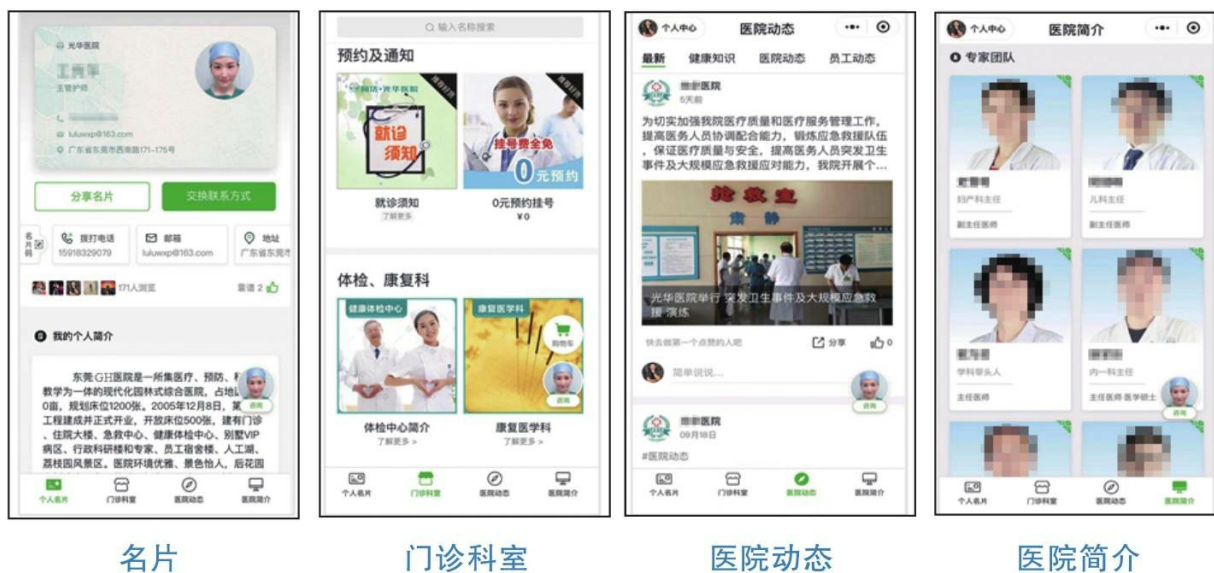 光华医院
主管护师
luluwxp@163.com
广东省东莞市西南路171-175号
分享名片
交换联系方式
名片码
拨打电话
15918329079
邮箱
luluwxp@163.com
地址
广东省东莞市
171人浏览
靠谱 2
我的个人简介
东莞GH医院是一所集医疗、预防、
教学为一体的现代化园林式综合医院，占地
0亩，规划床位1200张。2005年12月8日，第
工程建成并正式开业，开放床位500张，建有门诊
、住院大楼、急救中心、健康体检中心、别墅VIP
病区、行政科研楼和专家、员工宿舍楼、人工湖、
荔枝园风景区。医院环境优雅、景色怡人，后花园
咨询
个人名片
门诊科室
医院动态
医院简介
名片
输入名称搜索
预约及通知
光华医院
就诊
须知
推荐好货
就诊须知
了解更多
推荐好货
挂号费全免
0元预约
0元预约挂号
¥0
体检、康复科
健康体检中心
体检中心简介
了解更多 >
康复医学科
购物车
咨询
康复医学科
了解更多 >
个人名片
门诊科室
医院动态
医院简介
门诊科室
个人中心
医院动态
最新
健康知识
医院动态
员工动态
医院
5天前
为切实加强我院医疗质量和医疗服务管理工作，
提高医务人员协调配合能力，锻炼应急救援队伍
，保证医疗质量与安全，提高医务人员突发卫生
事件及大规模应急救援应对能力，我院开展个...
抢救室
肃静
光华医院举行 突发卫生事件及大规模应急救
援 演练
快去做第一个点赞的人吧
分享
0
简单说说...
咨询
医院
09月18日
#医院动态
个人名片
门诊科室
医院动态
医院简介
医院动态
个人中心
医院简介
专家团队
妇产科主任
副主任医师
儿科主任
副主任医师
学科带头人
主任医师
内一科主任
主任医师 医学硕士
咨询
个人名片
门诊科室
医院动态
医院简介
医院简介